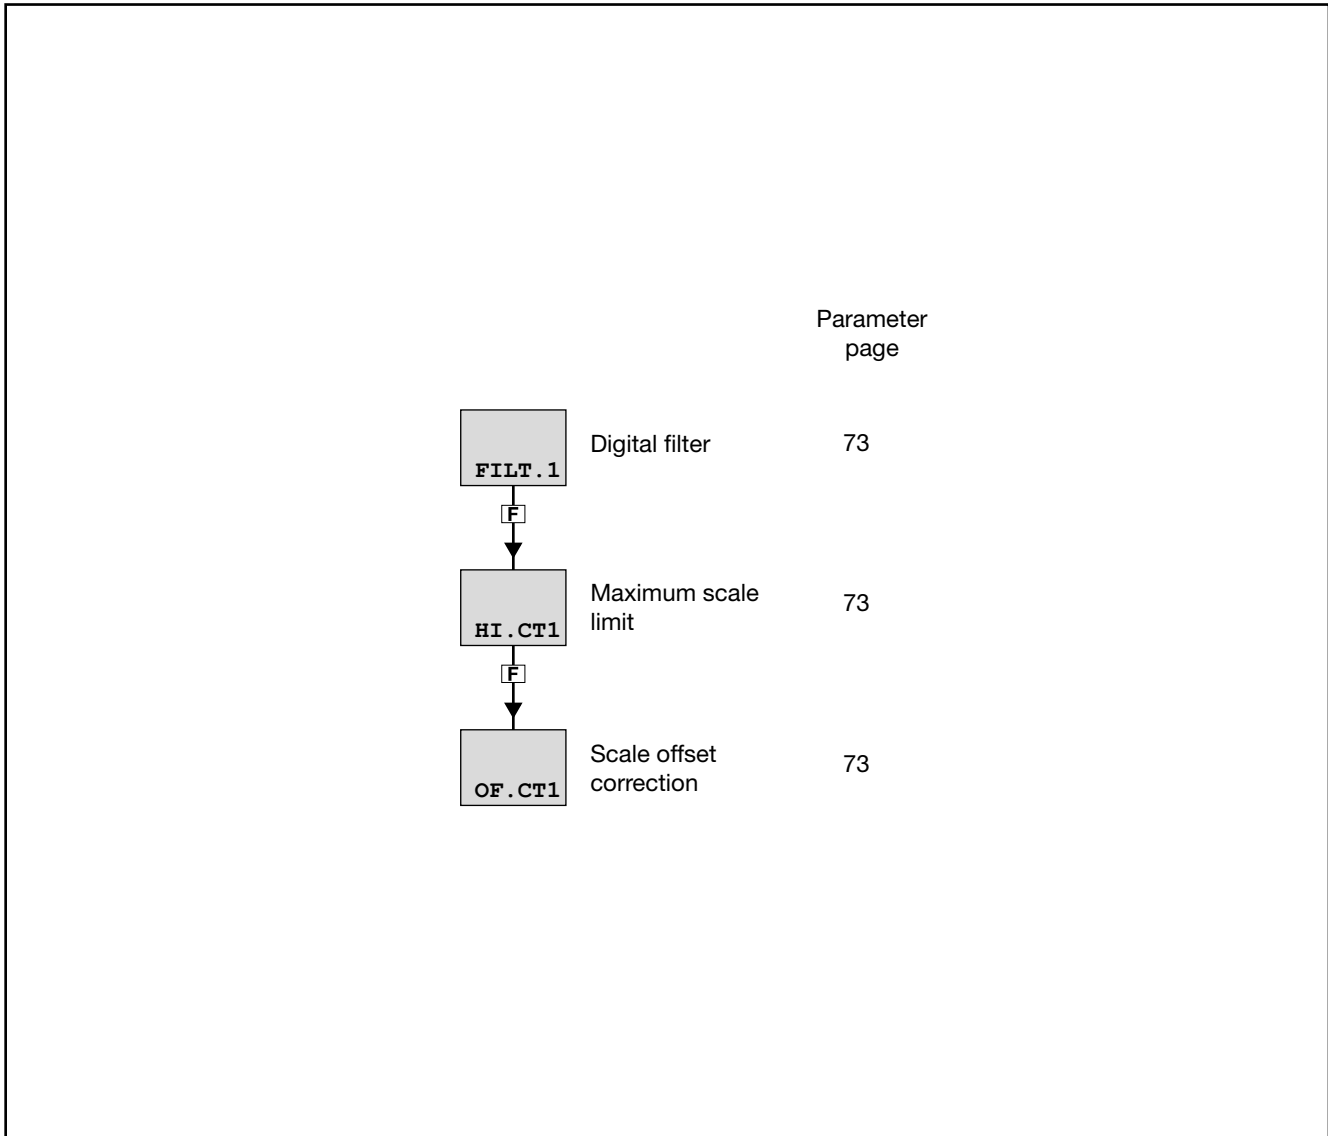 Parameter
page
FILT.1
Digital filter
73
F
HI.CT1
Maximum scale
limit
73
F
OF.CT1
Scale offset
correction
73